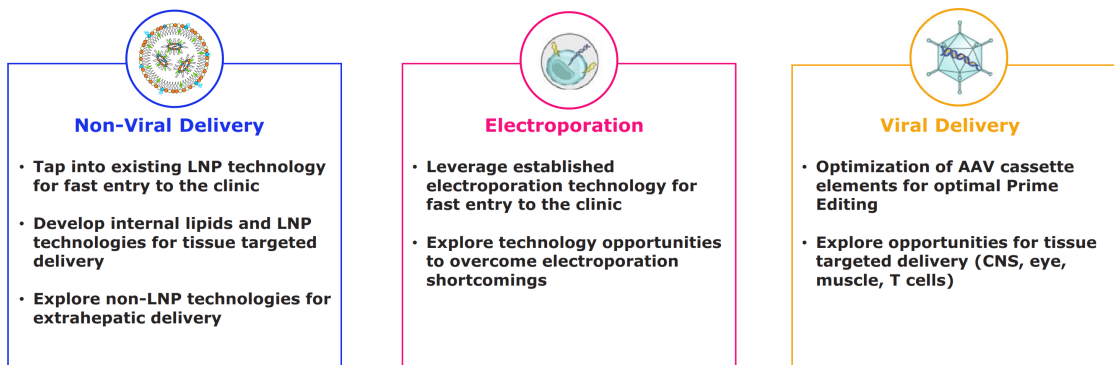 Non-Viral Delivery
• Tap into existing LNP technology
for fast entry to the clinic
• Develop internal lipids and LNP
technologies for tissue targeted
delivery
• Explore non-LNP technologies for
extrahepatic delivery
Electroporation
• Leverage established
electroporation technology for
fast entry to the clinic
• Explore technology opportunities
to overcome electroporation
shortcomings
Viral Delivery
• Optimization of AAV cassette
elements for optimal Prime
Editing
• Explore opportunities for tissue
targeted delivery (CNS, eye,
muscle, T cells)